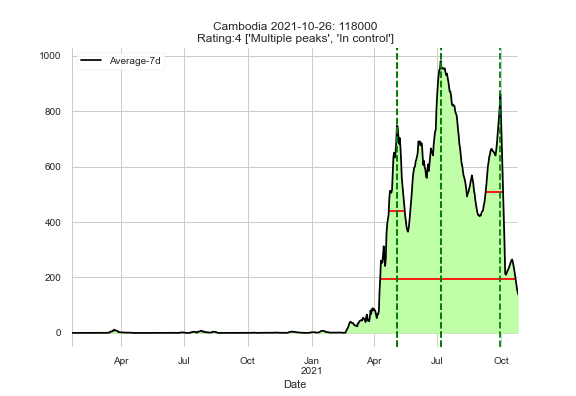 Cambodia 2021-10-26: 118000
Rating:4 ['Multiple peaks', 'In control']
Average-7d
1000
800
600
400
200
0
Apr
Jul
Oct
Jan
2021
Apr
Jul
Oct
Date